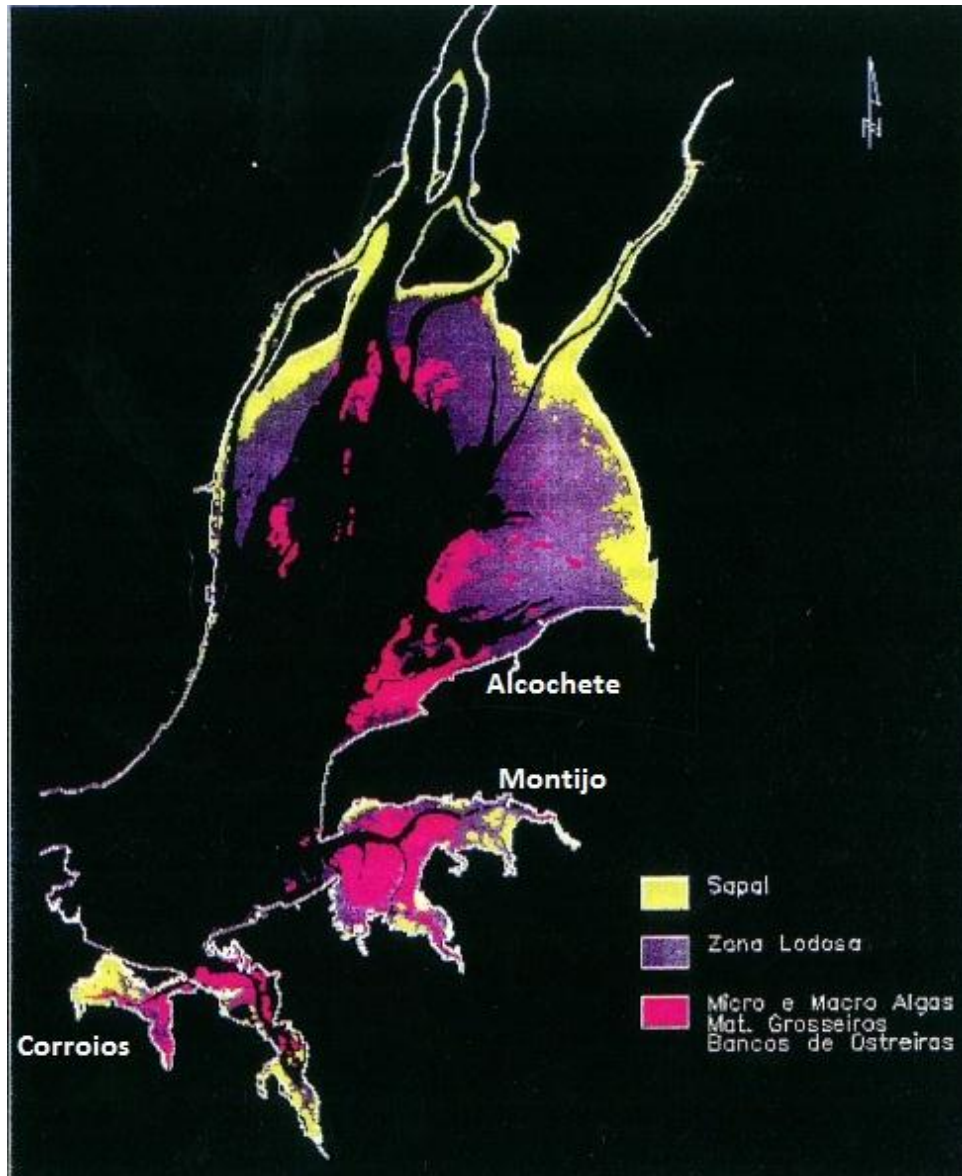 N
Alcochete
Montijo
Sapal
Zona Lodosa
Micro e Macro Algas
Mat. Grosseiros
Bancos de Ostreiras
Corroios